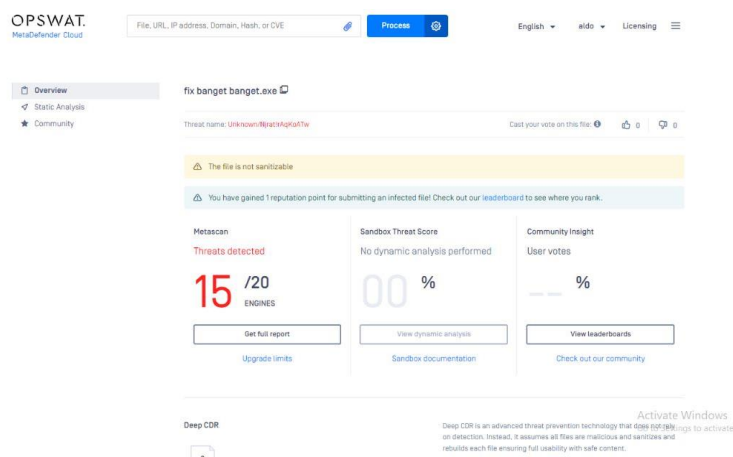 OPSWAT.
MetaDefender Cloud
File, URL, IP address, Domain, Hash, or CVE
Process
English
aldo
Licensing
Overview
Static Analysis
Community
fix banget banget.exe
Threat name: Unknown/
Cast your vote on this file:
0
0
The file is not sanitizable
You have gained 1 reputation point for submitting an infected file! Check out our leaderboard to see where you rank.
Metascan
Threats detected
15 /20
ENGINES
Get full report
Upgrade limits
Sandbox Threat Score
No dynamic analysis performed
00 %
View dynamic analysis
Sandbox documentation
Community Insight
User votes
__ __ %
View leaderboards
Check out our community
Deep CDR
Deep CDR is an advanced threat prevention technology that does not rely
on detection. Instead, it assumes all files are malicious and sanitizes and
rebuilds each file ensuring full usability with safe content.
Activate Windows
to activate